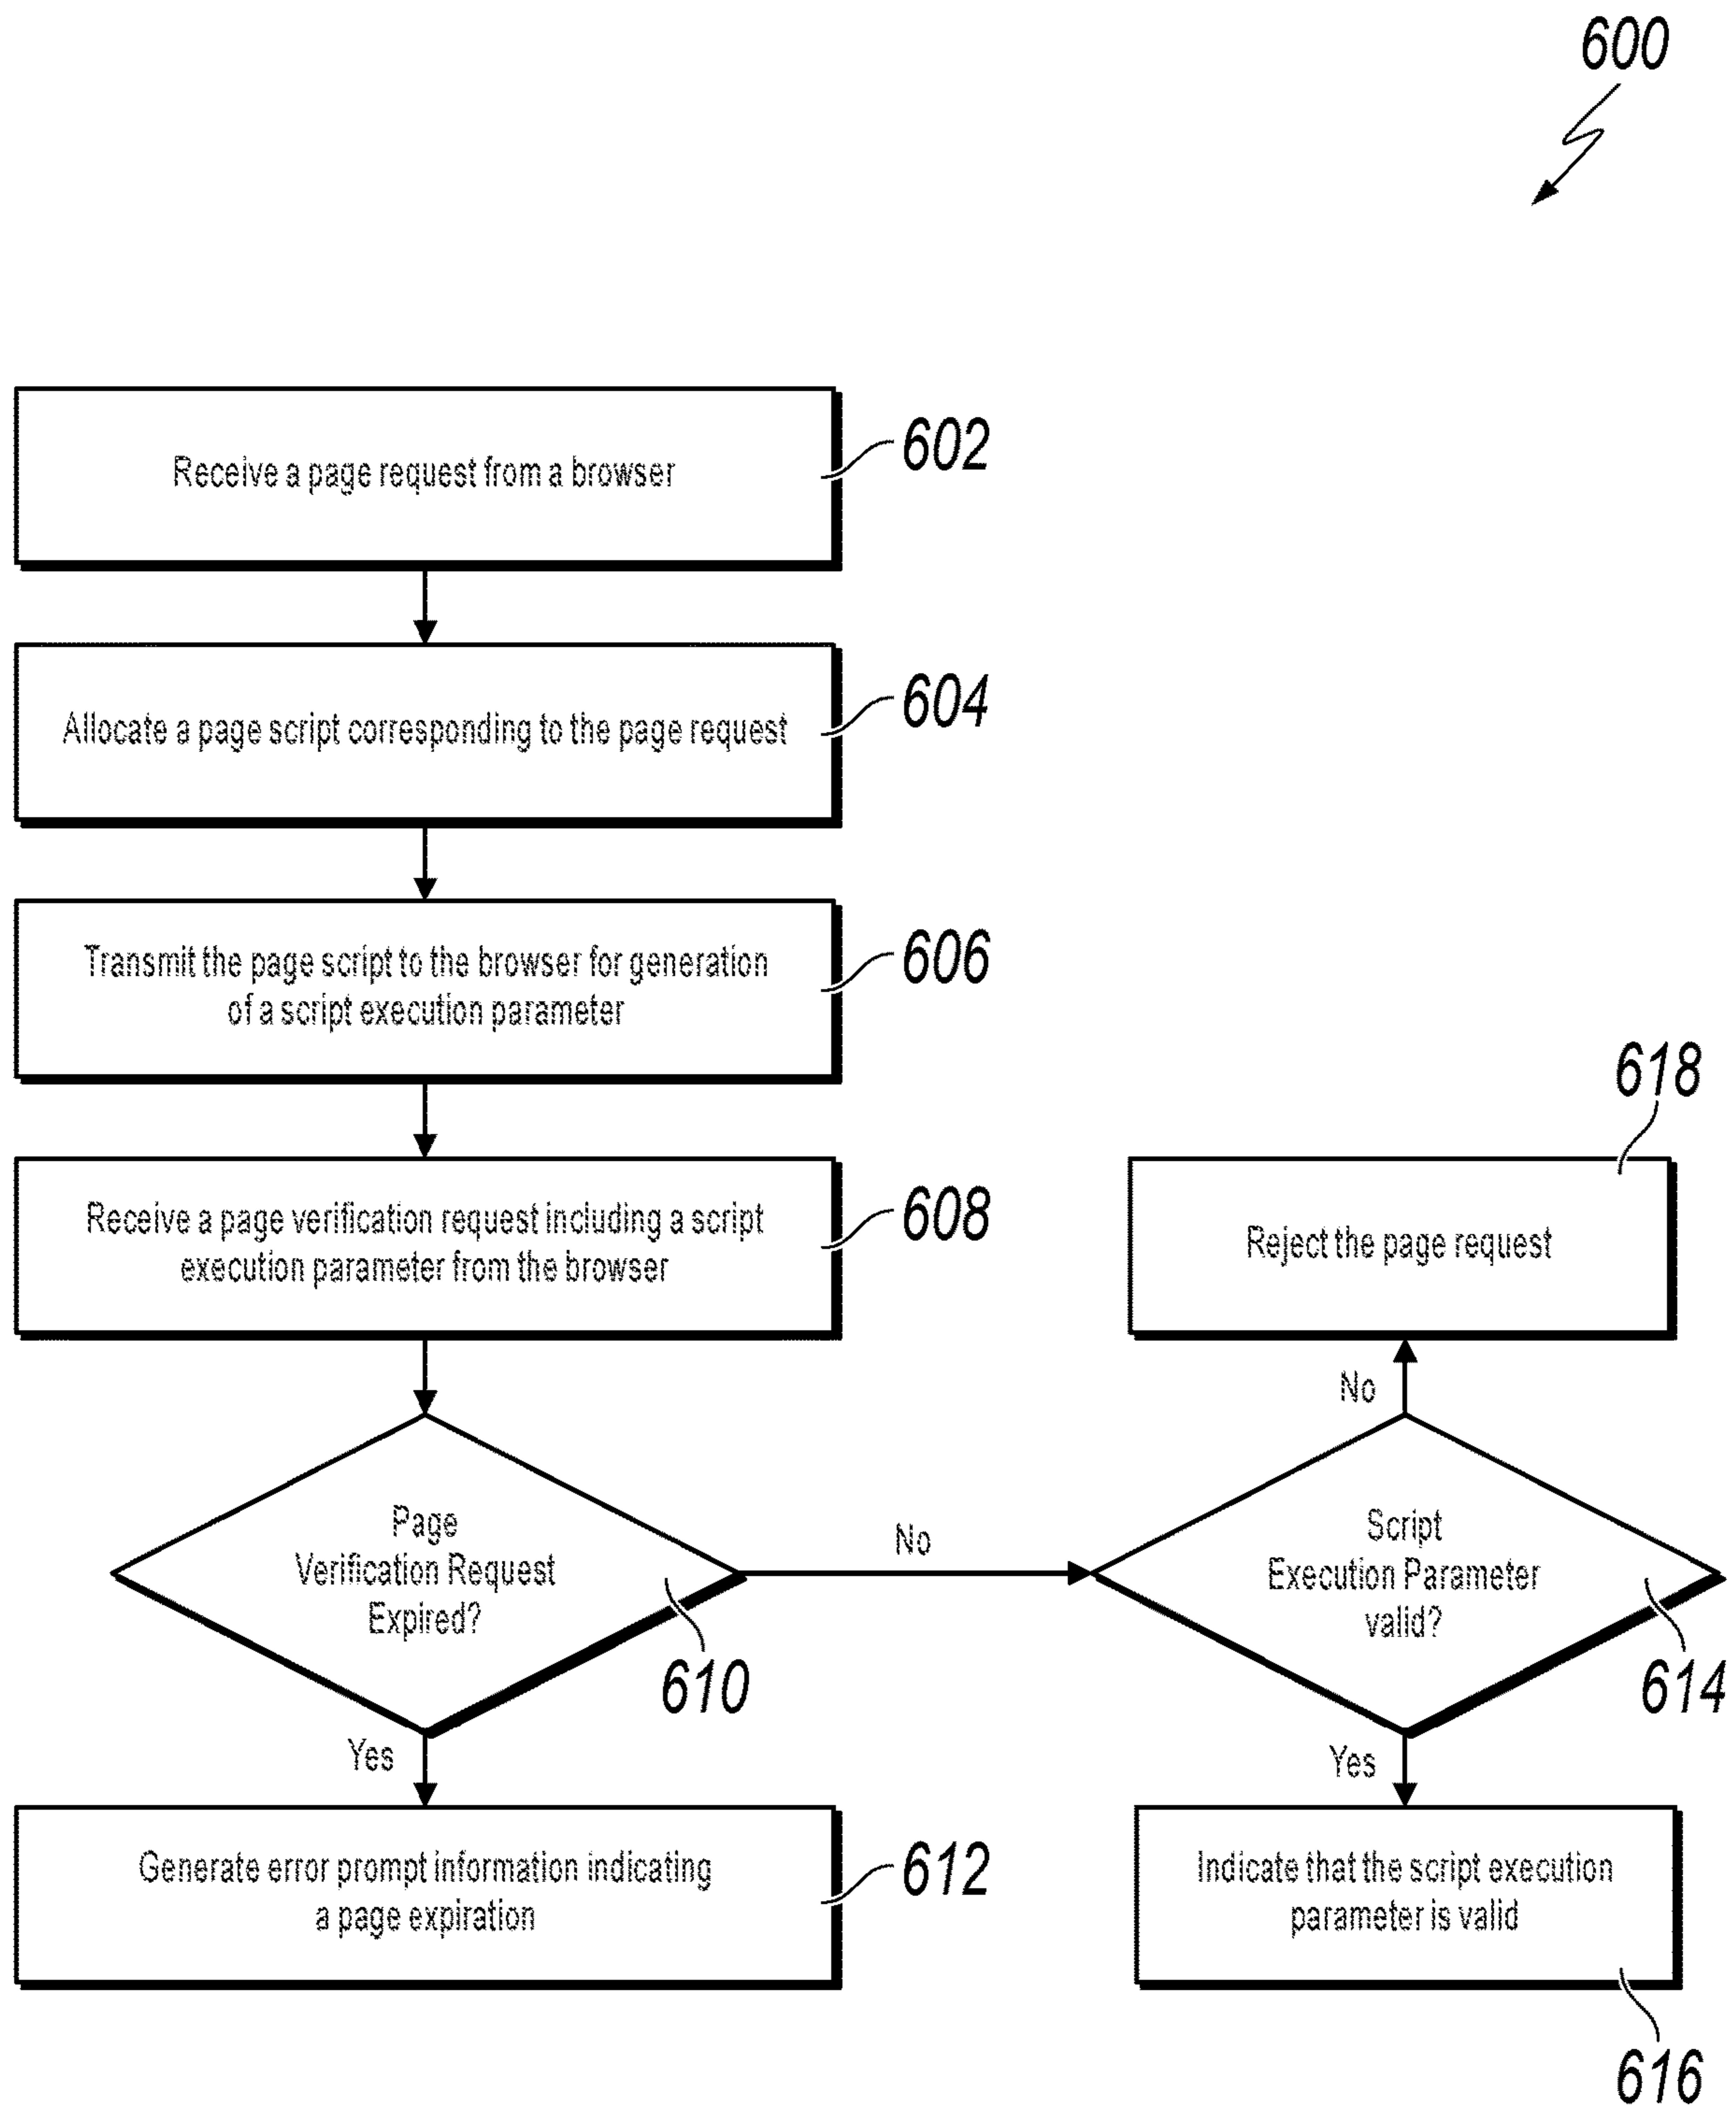 600
Receive a page request from a browser
602
Allocate a page script corresponding to the page request
604
Transmit the page script to the browser for generation
of a script execution parameter
606
Receive a page verification request including a script
execution parameter from the browser
608
Page
Verification Request
Expired?
610
No
Yes
Generate error prompt information indicating
a page expiration
612
618
Reject the page request
No
Script
Execution Parameter
valid?
614
Yes
Indicate that the script execution
parameter is valid
616